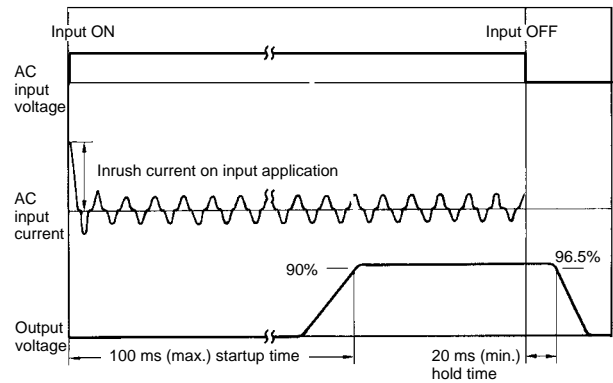 Input ON
Input OFF
AC
input
voltage
Inrush current on input application
AC
input
current
90%
96.5%
Output
voltage
100 ms (max.) startup time
20 ms (min.)
hold time